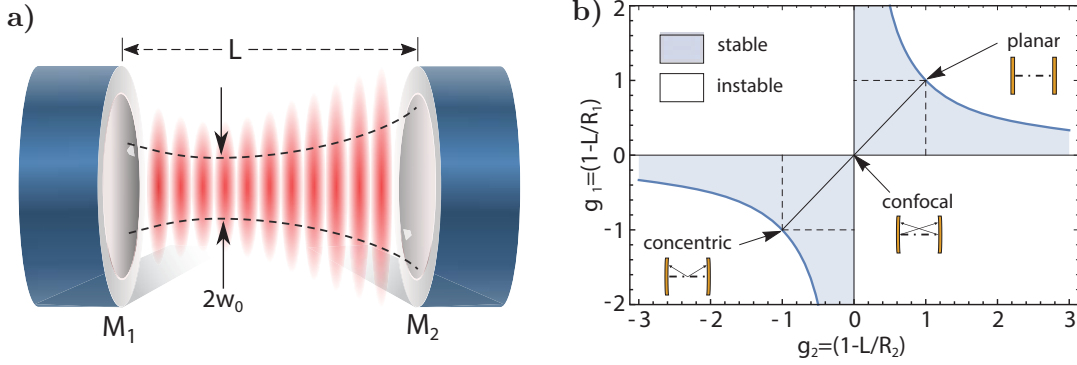 a)
L
2w0
M1
M2
b)
stable
instable
planar
confocal
concentric
g1=(1-L/R1)
2
1
0
-1
-2
-3 -2 -1 0 1 2 3
g2=(1-L/R2)